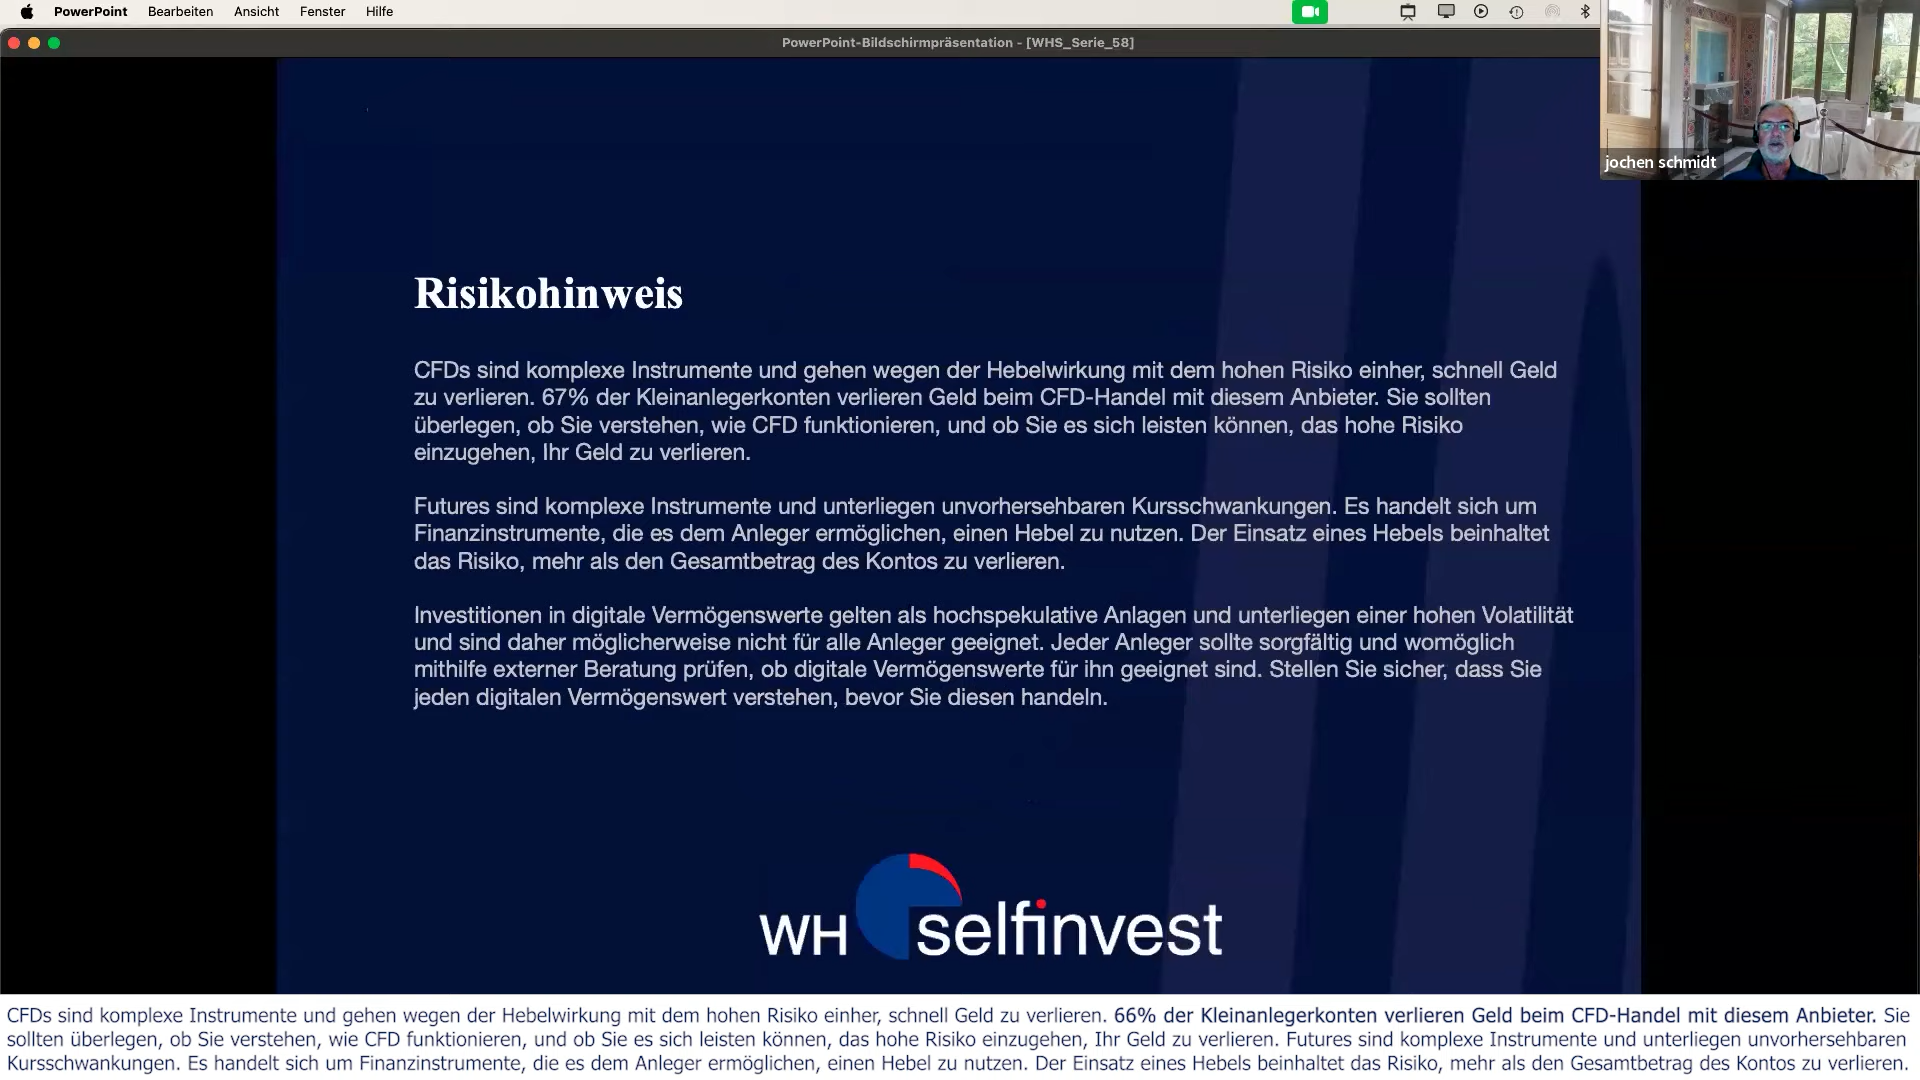 PowerPoint Bearbeiten Ansicht Fenster Hilfe
PowerPoint-Bildschirmpräsentation - [WHS_Serie_58]
jochen schmidt
Risikohinweis
CFDs sind komplexe Instrumente und gehen wegen der Hebelwirkung mit dem hohen Risiko einher, schnell Geld
zu verlieren. 67% der Kleinanlegerkonten verlieren Geld beim CFD-Handel mit diesem Anbieter. Sie sollten
überlegen, ob Sie verstehen, wie CFD funktionieren, und ob Sie es sich leisten können, das hohe Risiko
einzugehen, Ihr Geld zu verlieren.
Futures sind komplexe Instrumente und unterliegen unvorhersehbaren Kursschwankungen. Es handelt sich um
Finanzinstrumente, die es dem Anleger ermöglichen, einen Hebel zu nutzen. Der Einsatz eines Hebels beinhaltet
das Risiko, mehr als den Gesamtbetrag des Kontos zu verlieren.
Investitionen in digitale Vermögenswerte gelten als hochspekulative Anlagen und unterliegen einer hohen Volatilität
und sind daher möglicherweise nicht für alle Anleger geeignet. Jeder Anleger sollte sorgfältig und womöglich
mithilfe externer Beratung prüfen, ob digitale Vermögenswerte für ihn geeignet sind. Stellen Sie sicher, dass Sie
jeden digitalen Vermögenswert verstehen, bevor Sie diesen handeln.
WH selfinvest
CFDs sind komplexe Instrumente und gehen wegen der Hebelwirkung mit dem hohen Risiko einher, schnell Geld zu verlieren. 66% der Kleinanlegerkonten verlieren Geld beim CFD-Handel mit diesem Anbieter. Sie
sollten überlegen, ob Sie verstehen, wie CFD funktionieren, und ob Sie es sich leisten können, das hohe Risiko einzugehen, Ihr Geld zu verlieren. Futures sind komplexe Instrumente und unterliegen unvorhersehbaren
Kursschwankungen. Es handelt sich um Finanzinstrumente, die es dem Anleger ermöglichen, einen Hebel zu nutzen. Der Einsatz eines Hebels beinhaltet das Risiko, mehr als den Gesamtbetrag des Kontos zu verlieren.